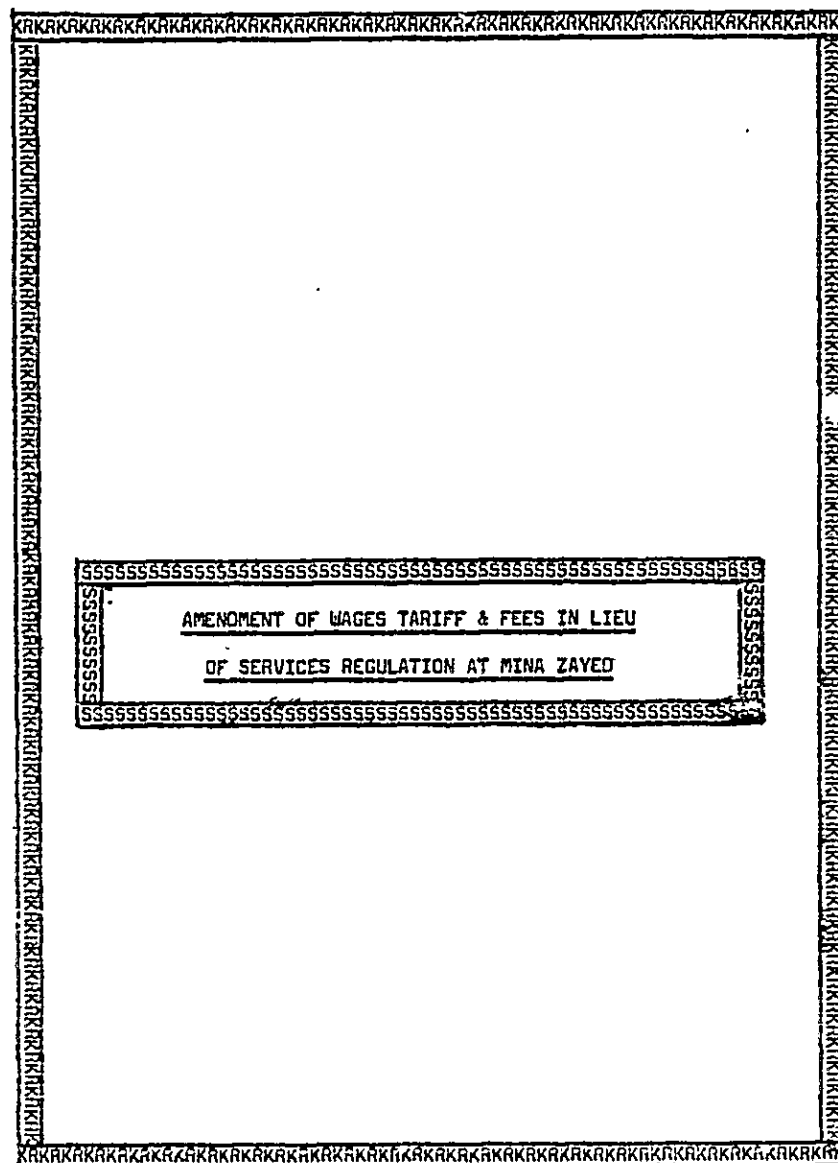 AMENDMENT OF WAGES TARIFF & FEES IN LIEU
OF SERVICES REGULATION AT MINA ZAYED